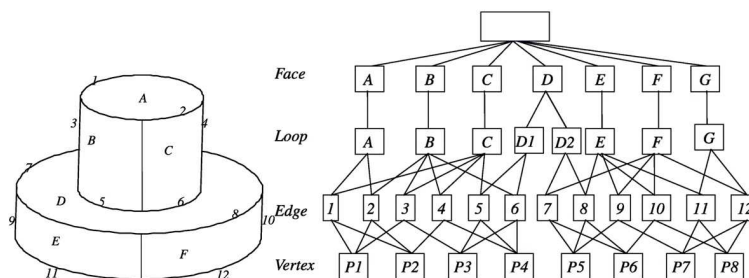 1
A
2
3
4
B
C
7
D
5
6
8
9
10
E
F
11
12
Face
A B C D E F G
Loop
A B C D1 D2 E F G
Edge
1 2 3 4 5 6 7 8 9 10 11 12
Vertex
P1 P2 P3 P4 P5 P6 P7 P8